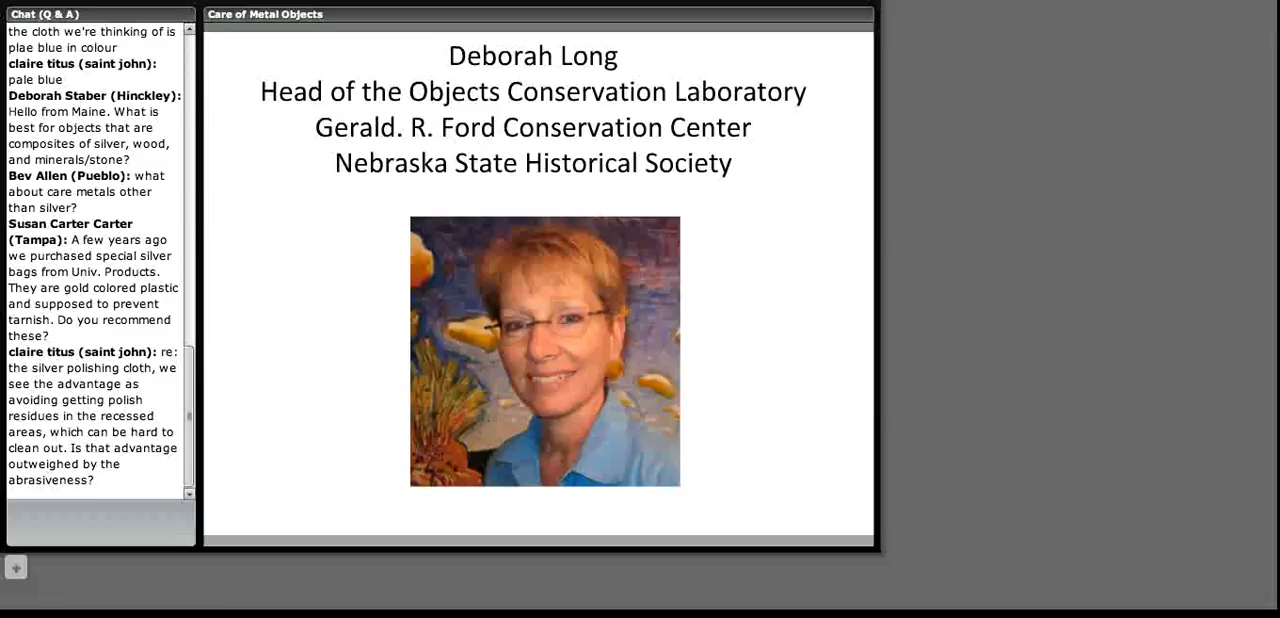 Chat (Q & A)
the cloth we're thinking of is
plae blue in colour
claire titus (saint john):
pale blue
Deborah Staber (Hinckley):
Hello from Maine. What is
best for objects that are
composites of silver, wood,
and minerals/stone?
Bev Allen (Pueblo): what
about care metals other
than silver?
Susan Carter Carter
(Tampa): A few years ago
we purchased special silver
bags from Univ. Products.
They are gold colored plastic
and supposed to prevent
tarnish. Do you recommend
these?
claire titus (saint john): re:
the silver polishing cloth, we
see the advantage as
avoiding getting polish
residues in the recessed
areas, which can be hard to
clean out. Is that advantage
outweighed by the
abrasiveness?
Care of Metal Objects
Deborah Long
Head of the Objects Conservation Laboratory
Gerald. R. Ford Conservation Center
Nebraska State Historical Society